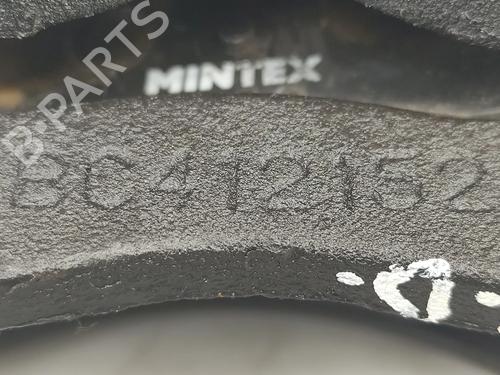 MINTEX
B-PARTS
BC412152
-D-